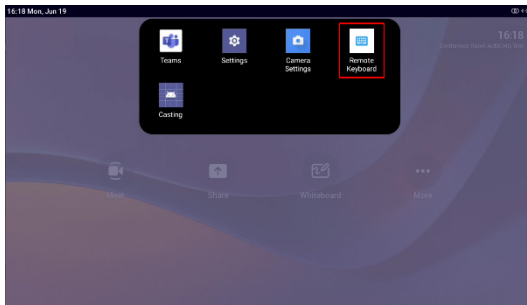 16:18 Mon, Jun 19
16:18
Teams
Settings
Camera
Settings
Remote
Keyboard
Casting
Meet
Share
Whiteboard
More